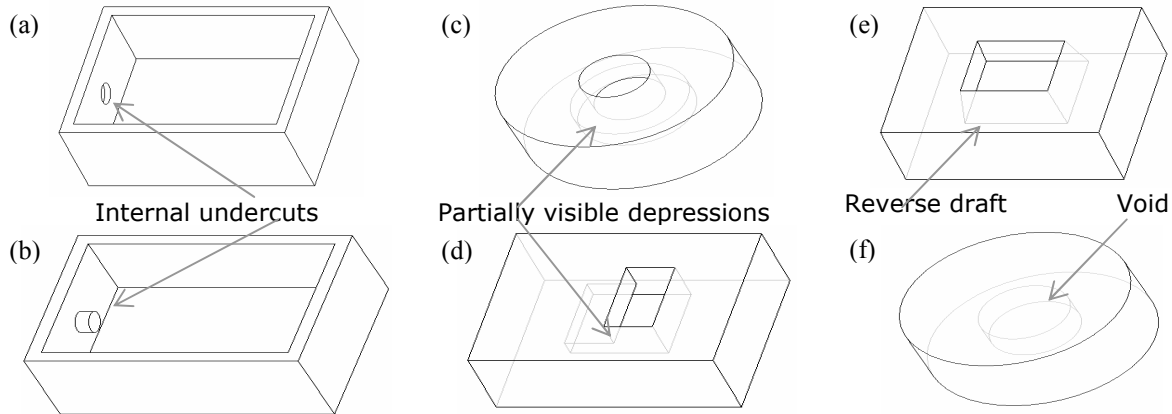 (a)
(c)
(e)
Internal undercuts
Partially visible depressions
Reverse draft
Void
(b)
(d)
(f)